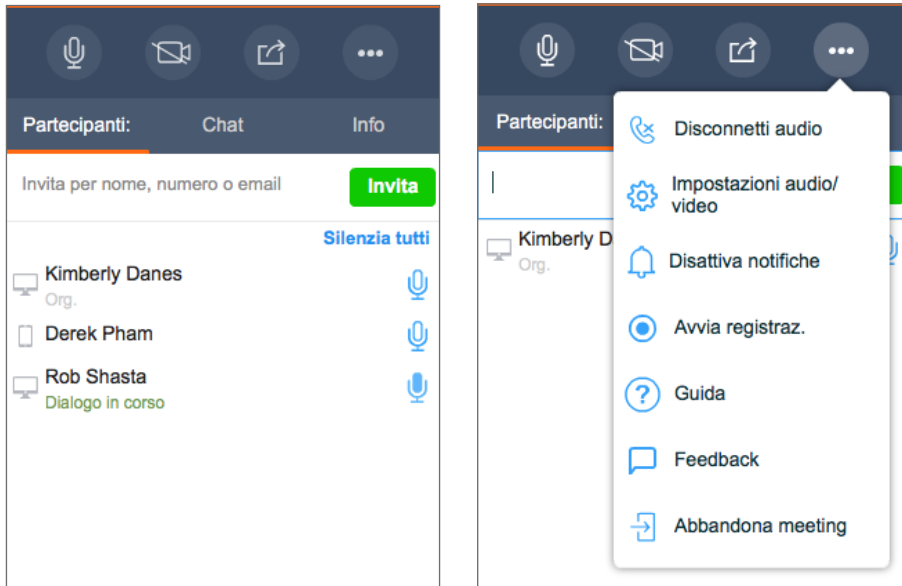 Partecipanti: Chat Info
Invita per nome, numero o email Invita
Silenzia tutti
Kimberly Danes
Org.
Derek Pham
Rob Shasta
Dialogo in corso
Partecipanti:
Kimberly D
Org.
Disconnetti audio
Impostazioni audio/
video
Disattiva notifiche
Avvia registraz.
Guida
Feedback
Abbandona meeting